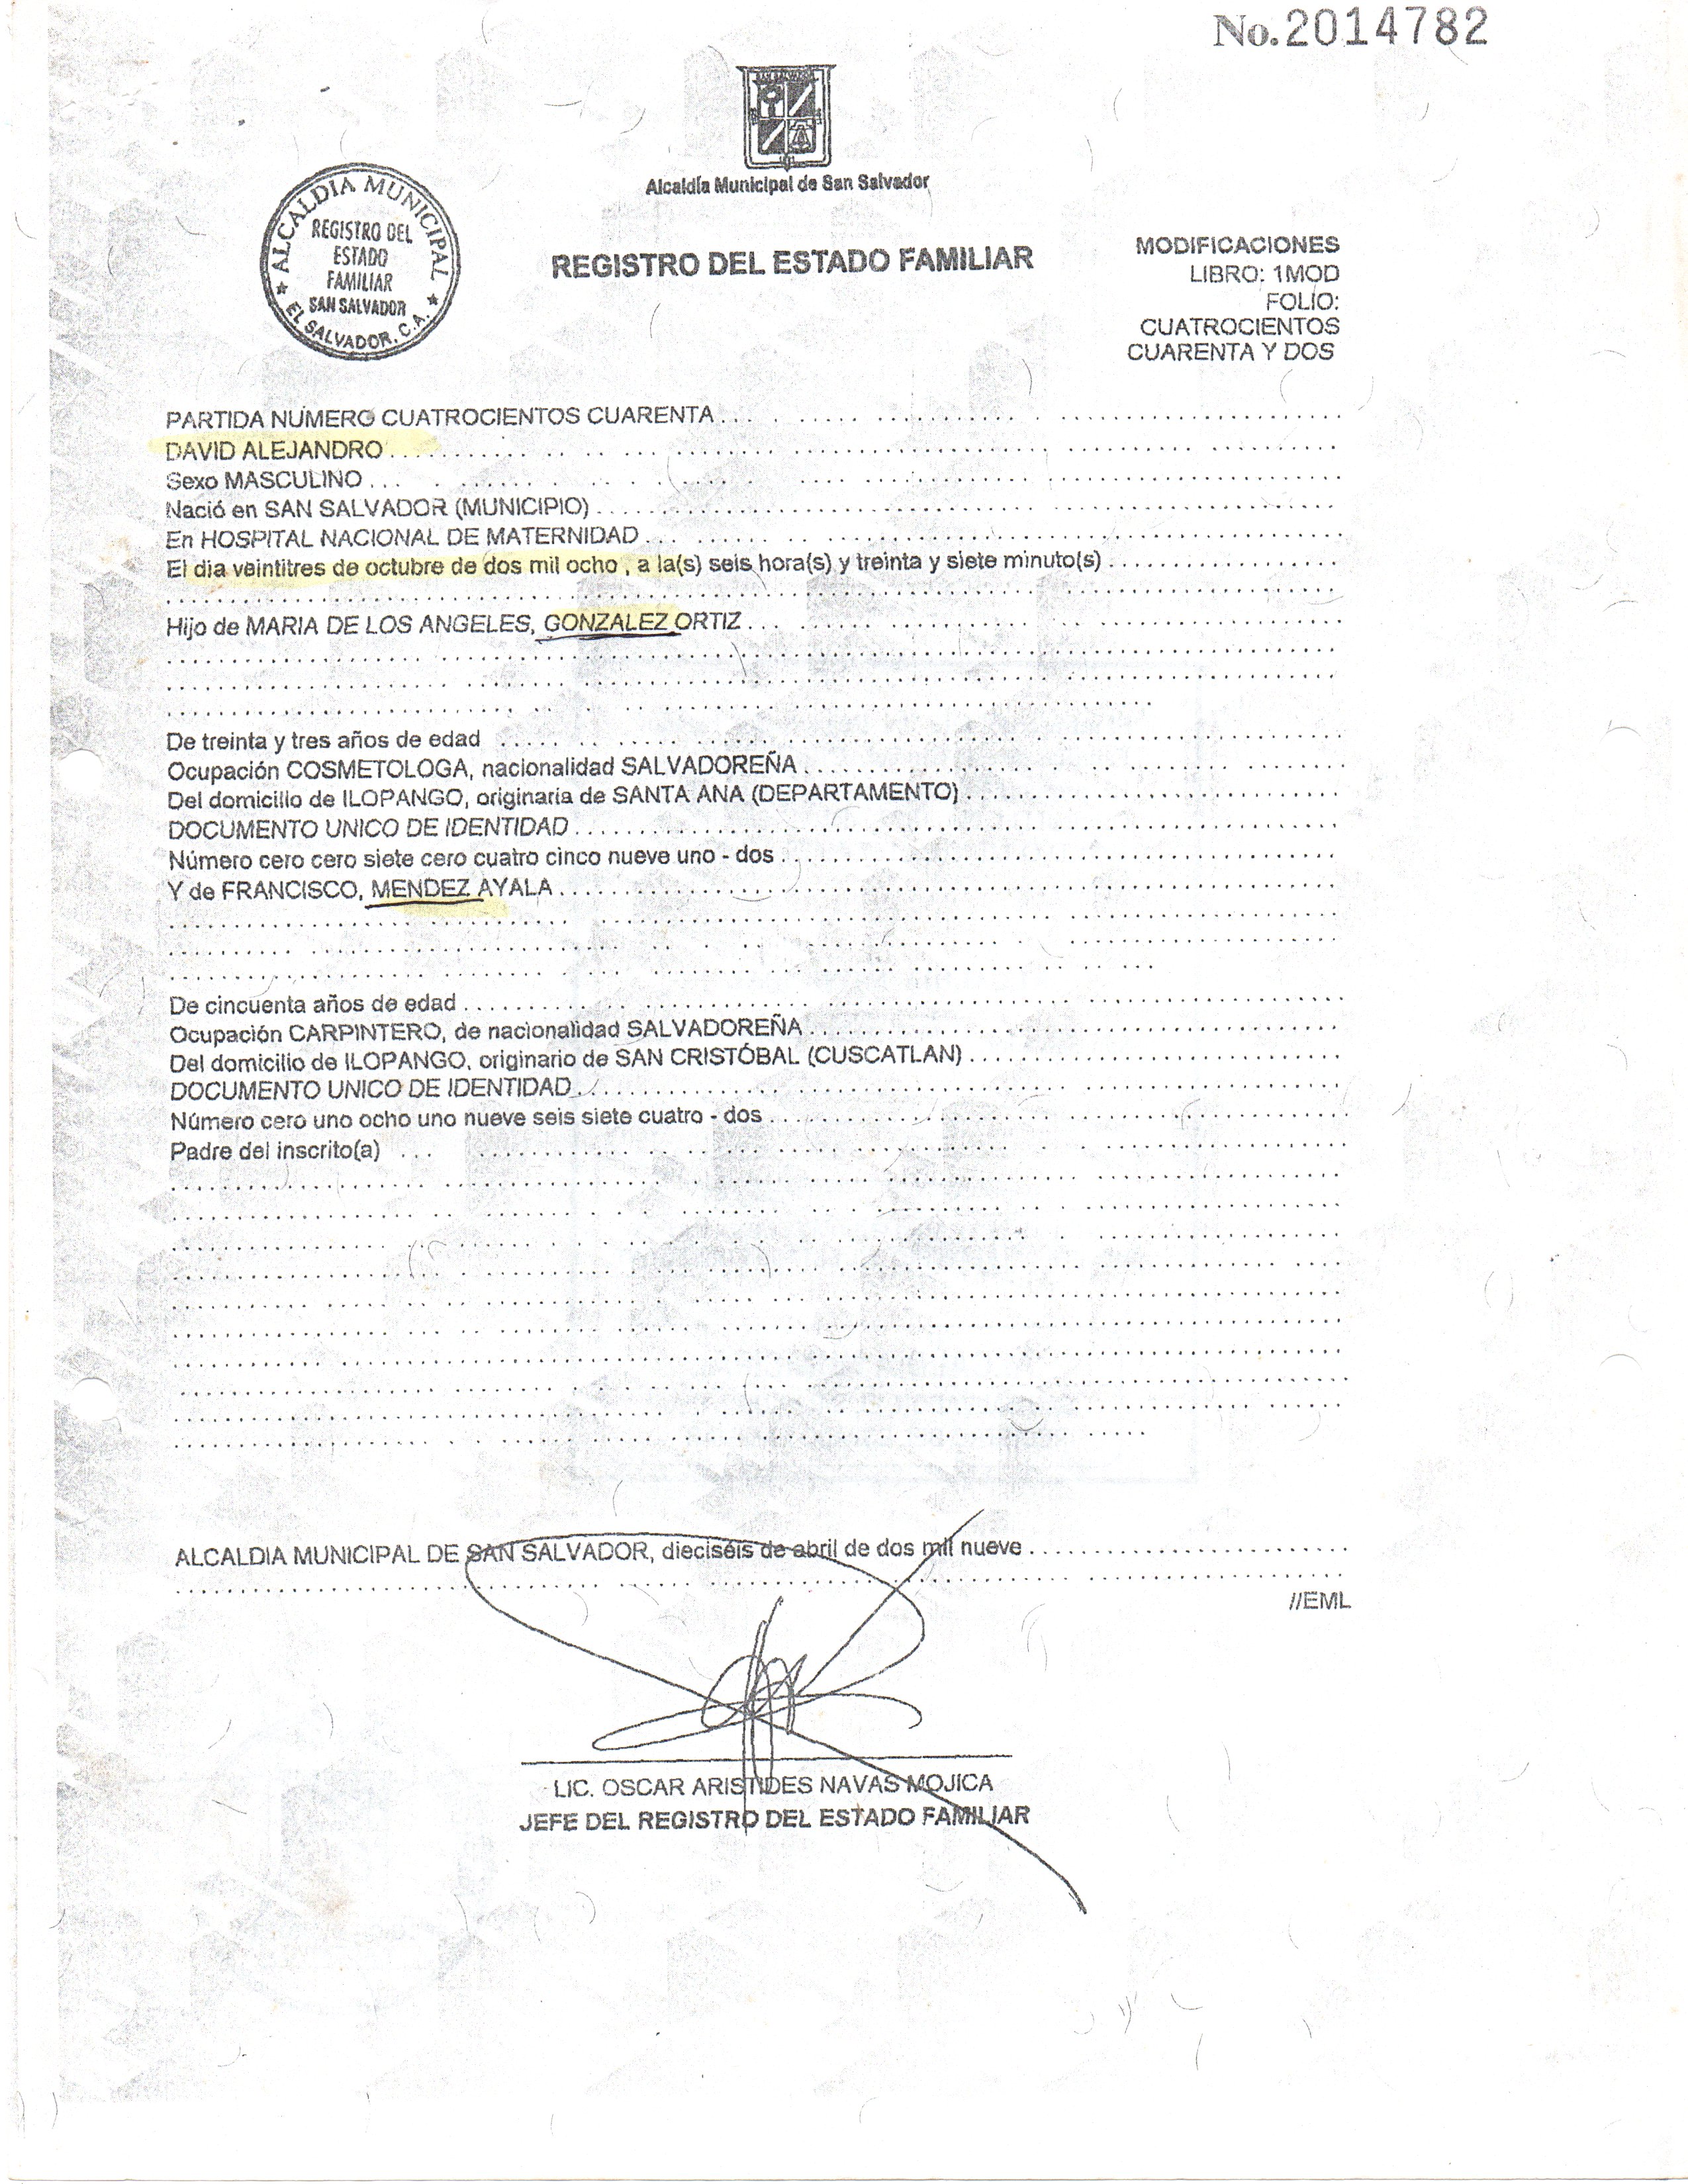 No. 2014782
SAN SALVADOR
Alcaldía Municipal de San Salvador
ALCALDIA MUNICIPAL
REGISTRO DEL
ESTADO
FAMILIAR
SAN SALVADOR
EL SALVADOR, C.A.
REGISTRO DEL ESTADO FAMILIAR
MODIFICACIONES
LIBRO: 1MOD
FOLIO:
CUATROCIENTOS
CUARENTA Y DOS
PARTIDA NÚMERO CUATROCIENTOS CUARENTA
DAVID ALEJANDRO
Sexo MASCULINO
Nació en SAN SALVADOR (MUNICIPIO)
En HOSPITAL NACIONAL DE MATERNIDAD
El dia veintitres de octubre de dos mil ocho , a la(s) seis hora(s) y treinta y siete minuto(s)
Hijo de MARIA DE LOS ANGELES, GONZALEZ ORTIZ
De treinta y tres años de edad
Ocupación COSMETOLOGA, nacionalidad SALVADOREÑA
Del domicilio de ILOPANGO, originaria de SANTA ANA (DEPARTAMENTO)
DOCUMENTO UNICO DE IDENTIDAD
Número cero cero siete cero cuatro cinco nueve uno - dos
Y de FRANCISCO, MENDEZ AYALA
De cincuenta años de edad
Ocupación CARPINTERO, de nacionalidad SALVADOREÑA
Del domicilio de ILOPANGO, originario de SAN CRISTÓBAL (CUSCATLAN)
DOCUMENTO UNICO DE IDENTIDAD
Número cero uno ocho uno nueve seis siete cuatro - dos
Padre del inscrito(a)
ALCALDIA MUNICIPAL DE SAN SALVADOR, dieciséis de abril de dos mil nueve
//EML
LIC. OSCAR ARISTIDES NAVAS MOJICA
JEFE DEL REGISTRO DEL ESTADO FAMILIAR